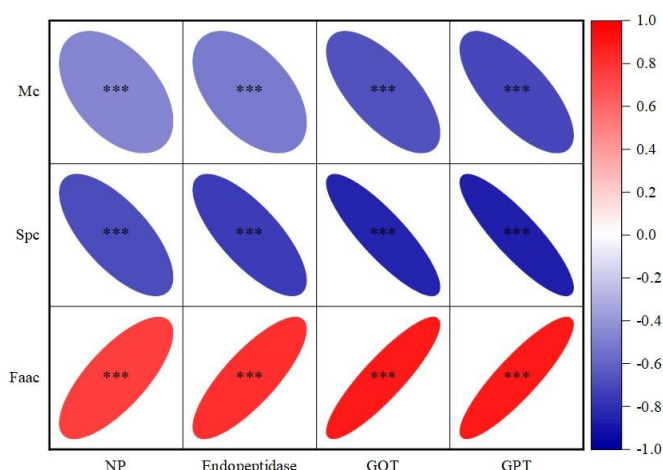 1.0
0.8
Mc *** *** *** ***
0.6
0.4
0.2
Spc *** *** *** ***
0.0
-0.2
-0.4
Faac *** *** *** ***
-0.6
-0.8
-1.0
NP Endopeptidase GOT GPT